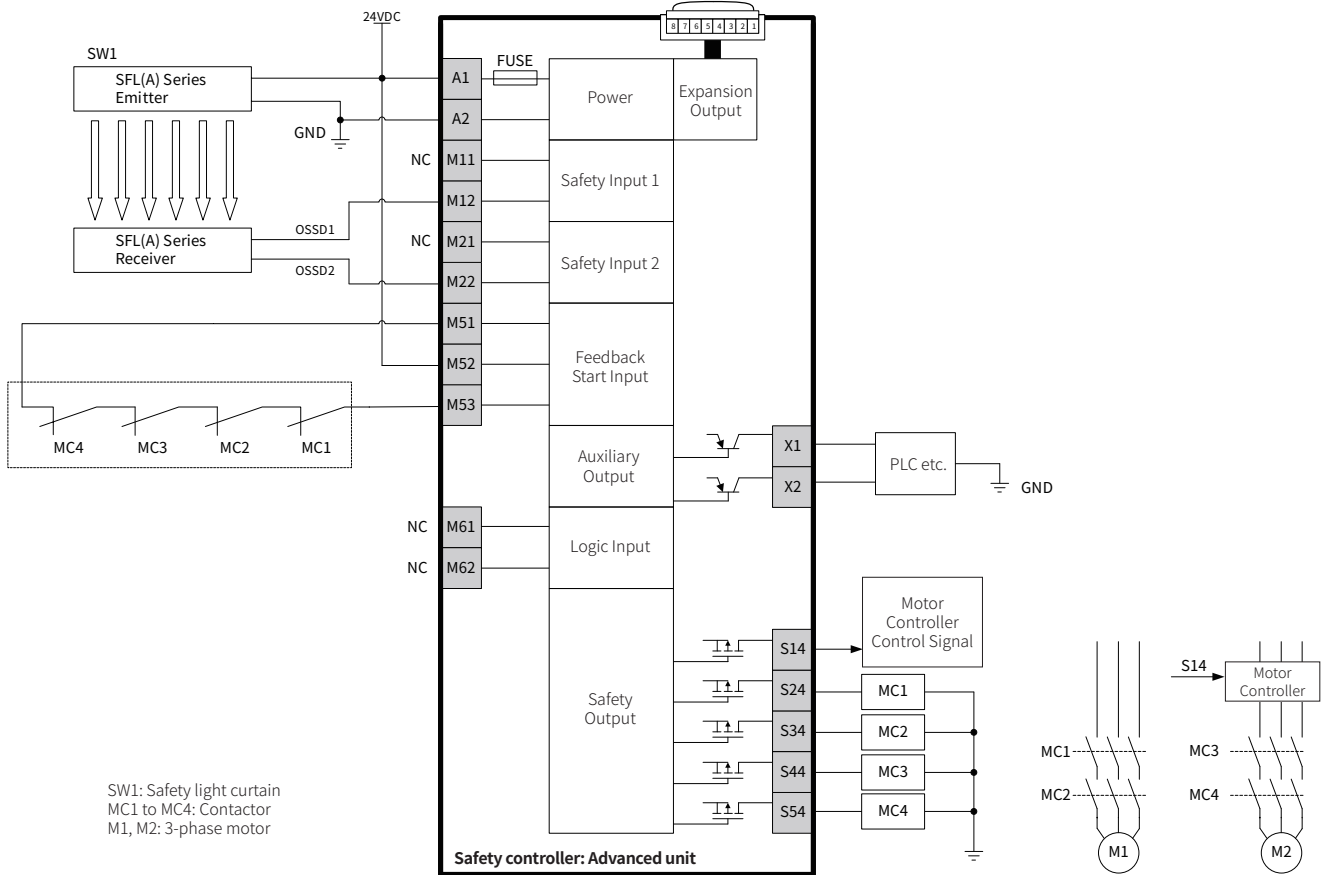 24VDC
8 7 6 5 4 3 2 1
SW1
SFL(A) Series
Emitter
GND
A1
FUSE
Power
Expansion
Output
A2
NC
M11
Safety Input 1
M12
OSSD1
SFL(A) Series
Receiver
OSSD2
NC
M21
Safety Input 2
M22
M51
Feedback
Start Input
M52
M53
MC4
MC3
MC2
MC1
Auxiliary
Output
X1
X2
PLC etc.
GND
NC
M61
Logic Input
NC
M62
Safety
Output
S14
Motor
Controller
Control Signal
S24
MC1
S34
MC2
S44
MC3
S54
MC4
S14
Motor
Controller
MC1
MC2
M1
MC3
MC4
M2
SW1: Safety light curtain
MC1 to MC4: Contactor
M1, M2: 3-phase motor
Safety controller: Advanced unit